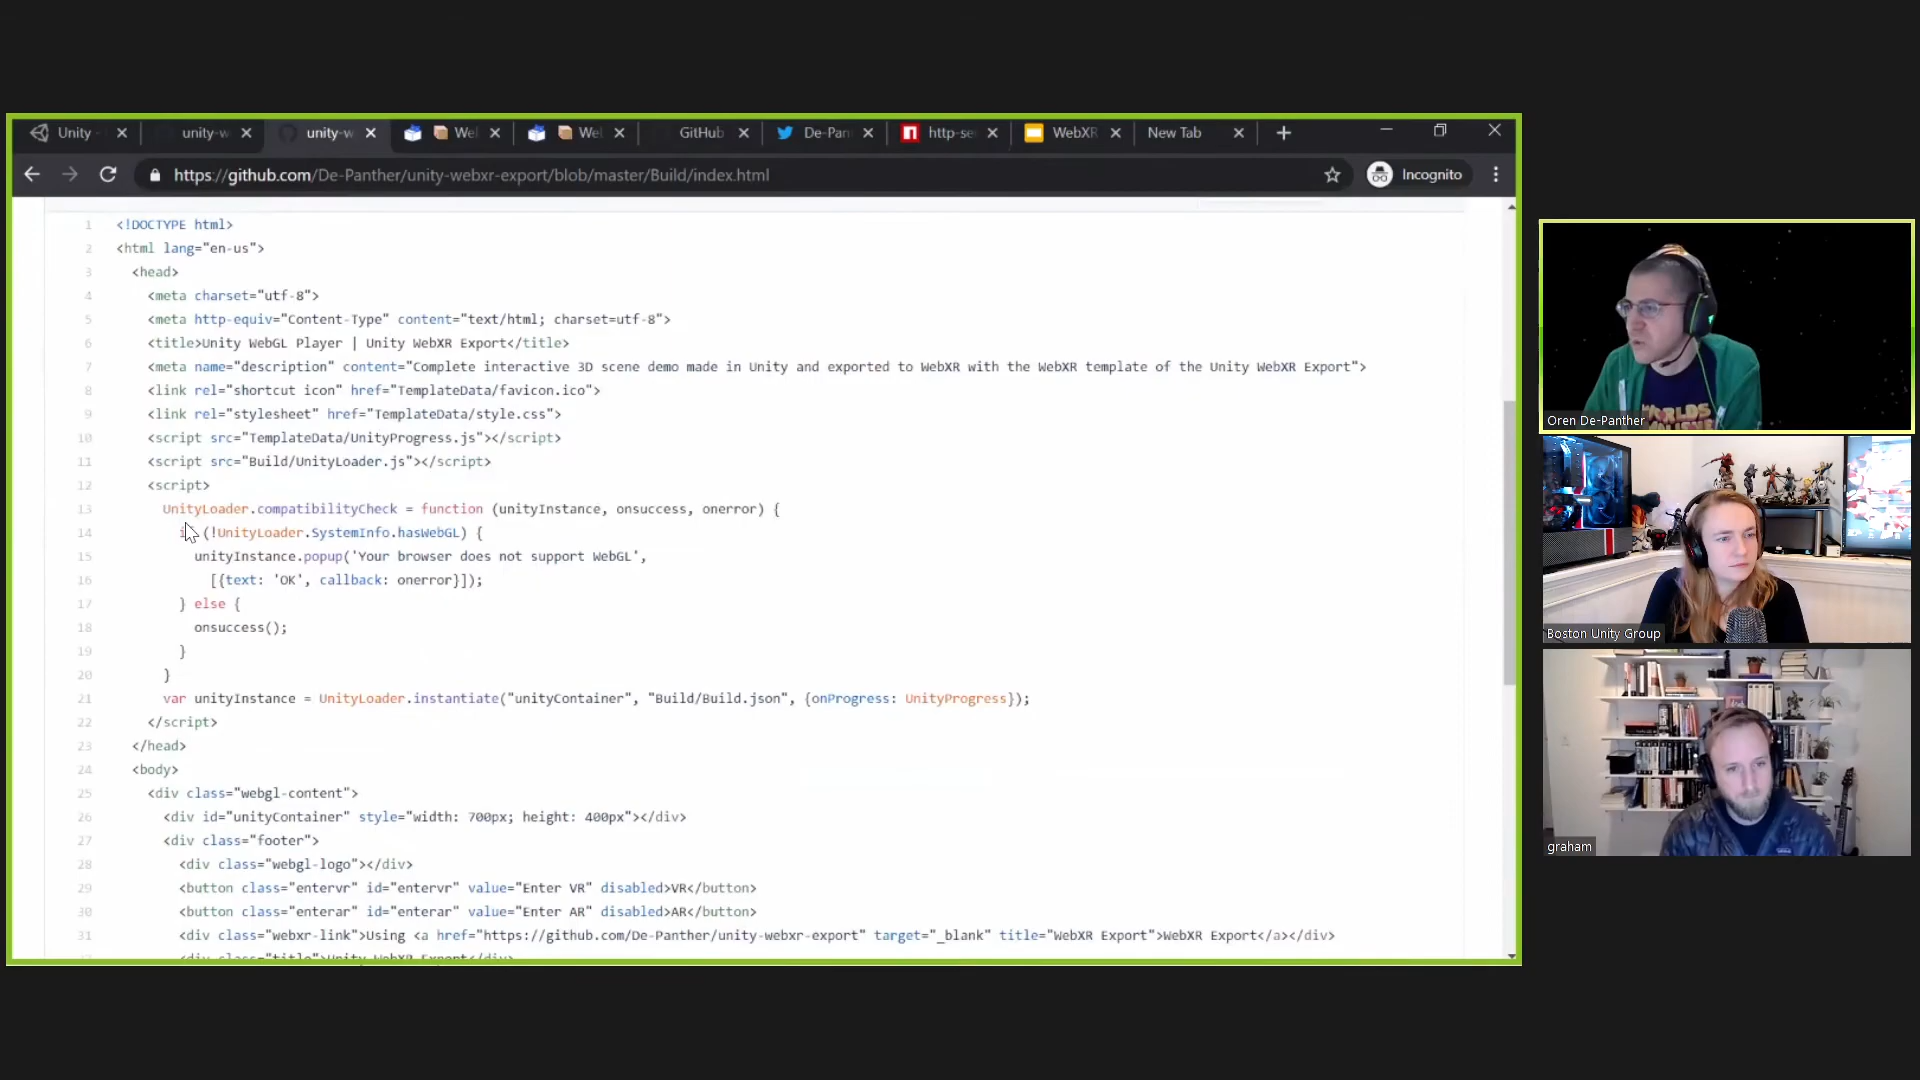 Unity
unity-w
unity-w
Wel
Wel
GitHub
De-Pan
http-se
WebXR
New Tab
https://github.com/De-Panther/unity-webxr-export/blob/master/Build/index.html
Incognito
1 <!DOCTYPE html>
2 <html lang="en-us">
3 <head>
4 <meta charset="utf-8">
5 <meta http-equiv="Content-Type" content="text/html; charset=utf-8">
6 <title>Unity WebGL Player | Unity WebXR Export</title>
7 <meta name="description" content="Complete interactive 3D scene demo made in Unity and exported to WebXR with the WebXR template of the Unity WebXR Export">
8 <link rel="shortcut icon" href="TemplateData/favicon.ico">
9 <link rel="stylesheet" href="TemplateData/style.css">
10 <script src="TemplateData/UnityProgress.js"></script>
11 <script src="Build/UnityLoader.js"></script>
12 <script>
13 UnityLoader.compatibilityCheck = function (unityInstance, onsuccess, onerror) {
14 i (!UnityLoader.SystemInfo.hasWebGL) {
15 unityInstance.popup('Your browser does not support WebGL',
16 [{text: 'OK', callback: onerror}]);
17 } else {
18 onsuccess();
19 }
20 }
21 var unityInstance = UnityLoader.instantiate("unityContainer", "Build/Build.json", {onProgress: UnityProgress});
22 </script>
23 </head>
24 <body>
25 <div class="webgl-content">
26 <div id="unityContainer" style="width: 700px; height: 400px"></div>
27 <div class="footer">
28 <div class="webgl-logo"></div>
29 <button class="entervr" id="entervr" value="Enter VR" disabled>VR</button>
30 <button class="enterar" id="enterar" value="Enter AR" disabled>AR</button>
31 <div class="webxr-link">Using <a href="https://github.com/De-Panther/unity-webxr-export" target="_blank" title="WebXR Export">WebXR Export</a></div>
<div class="title">Unity WebXR Export</div>
WORLDS
Oren De-Panther
Boston Unity Group
graham